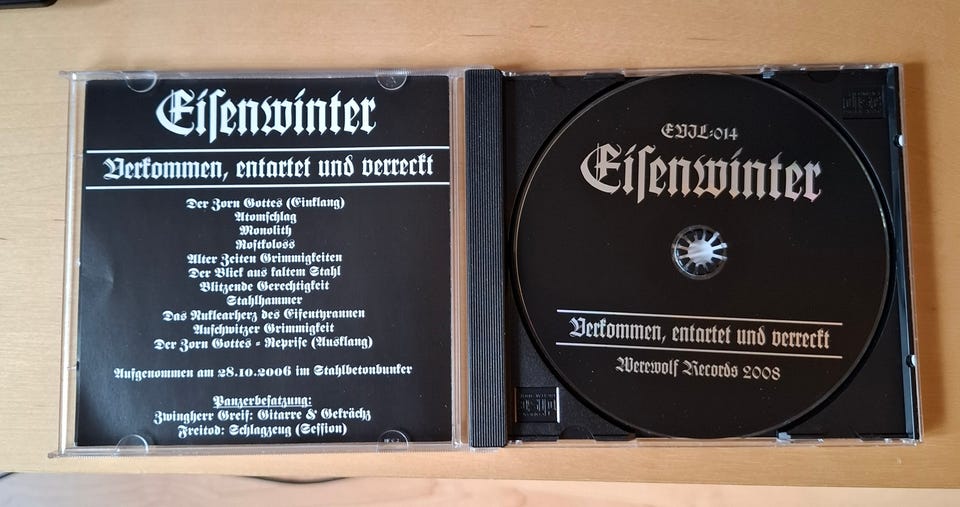 Eiſenwinter
Verkommen, entartet und verreckt
Der Zorn Gottes (Einklang)
Atomſchlag
Monolith
Roſtkoloss
Alter Zeiten Grimmigkeiten
Der Blick aus kaltem Stahl
Blitzende Gerechtigkeit
Stahlhammer
Das Nuklearherz des Eiſentyrannen
Auſchwitzer Grimmigkeit
Der Zorn Gottes - Repriſe (Ausklang)
Aufgenommen am 28.10.2006 im Stahlbetonbunker
Panzerbeſatzung:
Zwingherr Greif: Gitarre & Gekrächz
Freitod: Schlagzeug (Session)
EVIL-014
Eiſenwinter
Verkommen, entartet und verreckt
Werewolf Records 2008